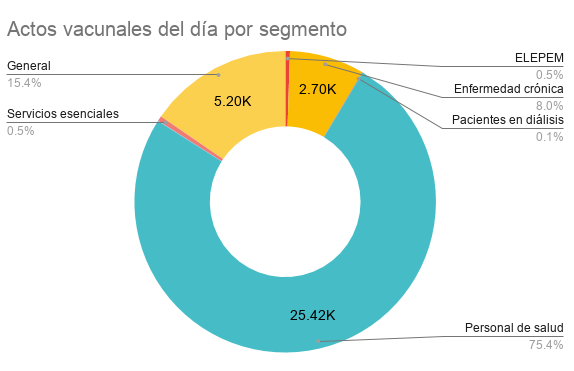 Actos vacunales del día por segmento
General
15.4%
Servicios esenciales
0.5%
ELEPEM
0.5%
Enfermedad crónica
8.0%
Pacientes en diálisis
0.1%
5.20K
2.70K
25.42K
Personal de salud
75.4%